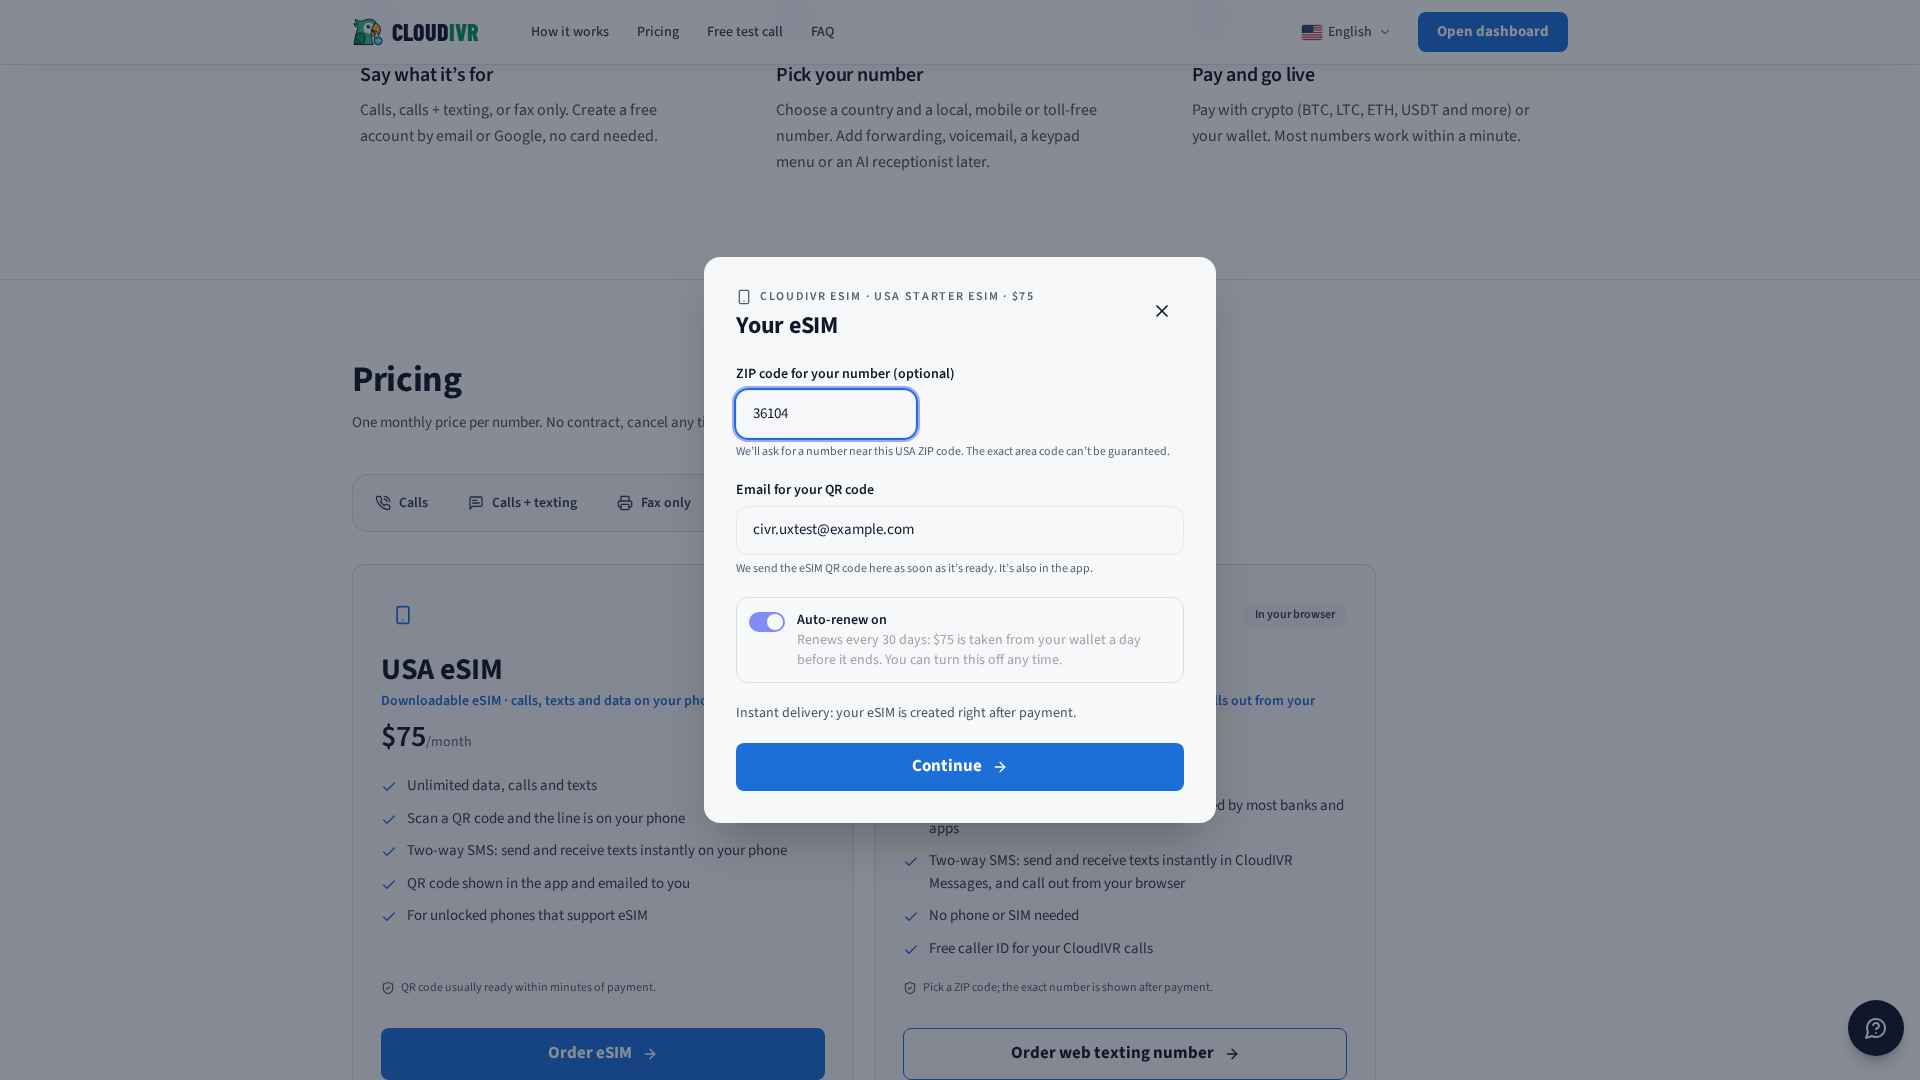 CLOUDIVR
How it works
Pricing
Free test call
FAQ
English
Open dashboard
Say what it's for
Calls, calls + texting, or fax only. Create a free
account by email or Google, no card needed.
Pick your number
Choose a country and a local, mobile or toll-free
number. Add forwarding, voicemail, a keypad
menu or an AI receptionist later.
Pay and go live
Pay with crypto (BTC, LTC, ETH, USDT and more) or
your wallet. Most numbers work within a minute.
Pricing
One monthly price per number. No contract, cancel any
Calls
Calls + texting
Fax only
CLOUDIVR ESIM · USA STARTER ESIM · $75
Your eSIM
ZIP code for your number (optional)
36104
We'll ask for a number near this USA ZIP code. The exact area code can't be guaranteed.
Email for your QR code
civr.uxtest@example.com
We send the eSIM QR code here as soon as it's ready. It's also in the app.
Auto-renew on
Renews every 30 days: $75 is taken from your wallet a day
before it ends. You can turn this off any time.
Instant delivery: your eSIM is created right after payment.
Continue
USA eSIM
Downloadable eSIM · calls, texts and data on your
$75/month
Unlimited data, calls and texts
Scan a QR code and the line is on your phone
Two-way SMS: send and receive texts instantly on your phone
QR code shown in the app and emailed to you
For unlocked phones that support eSIM
QR code usually ready within minutes of payment.
Order eSIM
In your browser
out from your
by most banks and
apps
Two-way SMS: send and receive texts instantly in CloudIVR
Messages, and call out from your browser
No phone or SIM needed
Free caller ID for your CloudIVR calls
Pick a ZIP code; the exact number is shown after payment.
Order web texting number